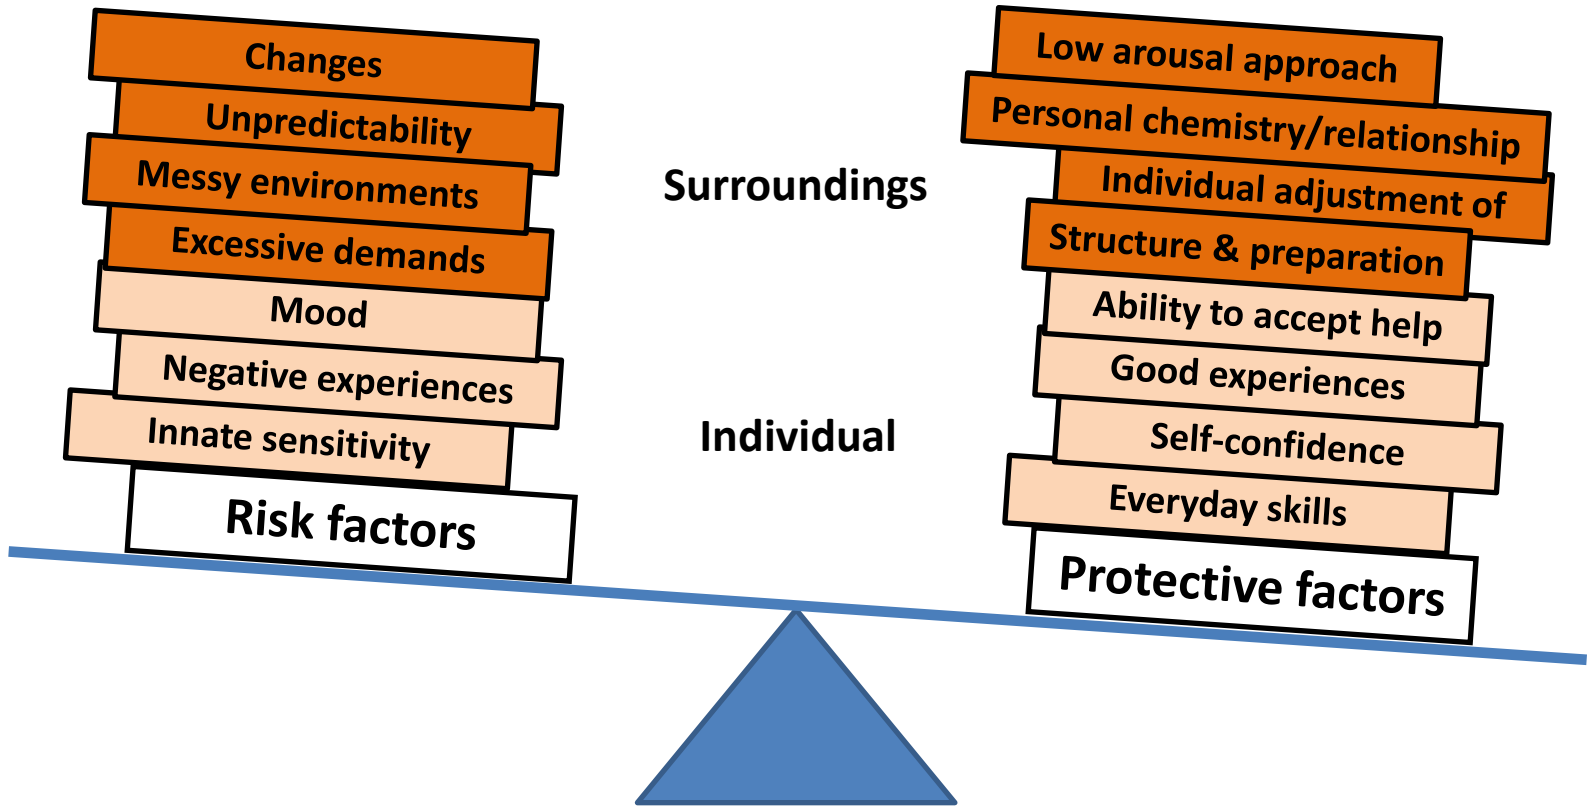 Changes
Unpredictability
Messy environments
Excessive demands
Mood
Negative experiences
Innate sensitivity
Risk factors
Surroundings
Individual
Low arousal approach
Personal chemistry/relationship
Individual adjustment of
Structure & preparation
Ability to accept help
Good experiences
Self-confidence
Everyday skills
Protective factors